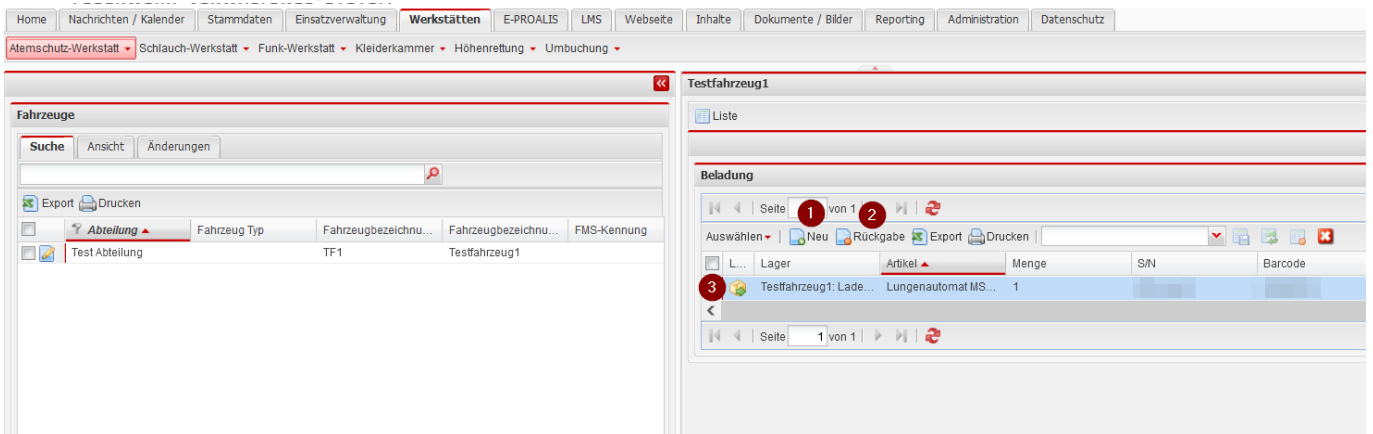 Home Nachrichten / Kalender Stammdaten Einsatzverwaltung Werkstätten E-PROALIS LMS Webseite Inhalte Dokumente / Bilder Reporting Administration Datenschutz
Atemschutz-Werkstatt Schlauch-Werkstatt Funk-Werkstatt Kleiderkammer Höhenrettung Umbuchung
Testfahrzeug1
Fahrzeuge
Liste
Suche Ansicht Änderungen
Beladung
Export Drucken
Seite 1 von 1 2
Abteilung Fahrzeug Typ Fahrzeugbezeichnu... Fahrzeugbezeichnu... FMS-Kennung
Auswählen Neu Rückgabe Export Drucken
Test Abteilung TF1 Testfahrzeug1
L... Lager Artikel Menge S/N Barcode
3 Testfahrzeug1: Lade... Lungenautomat MS... 1
Seite 1 von 1